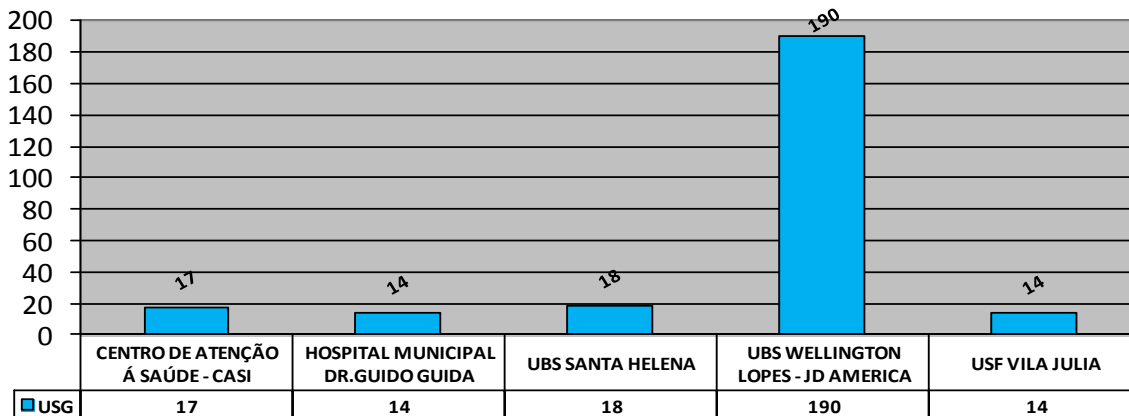 200
180
160
140
120
100
80
60
40
20
0
17
14
18
190
14
CENTRO DE ATENÇÃO
Á SAÚDE - CASI
HOSPITAL MUNICIPAL
DR.GUIDO GUIDA
UBS SANTA HELENA
UBS WELLINGTON
LOPES - JD AMERICA
USF VILA JULIA
USG 17 14 18 190 14